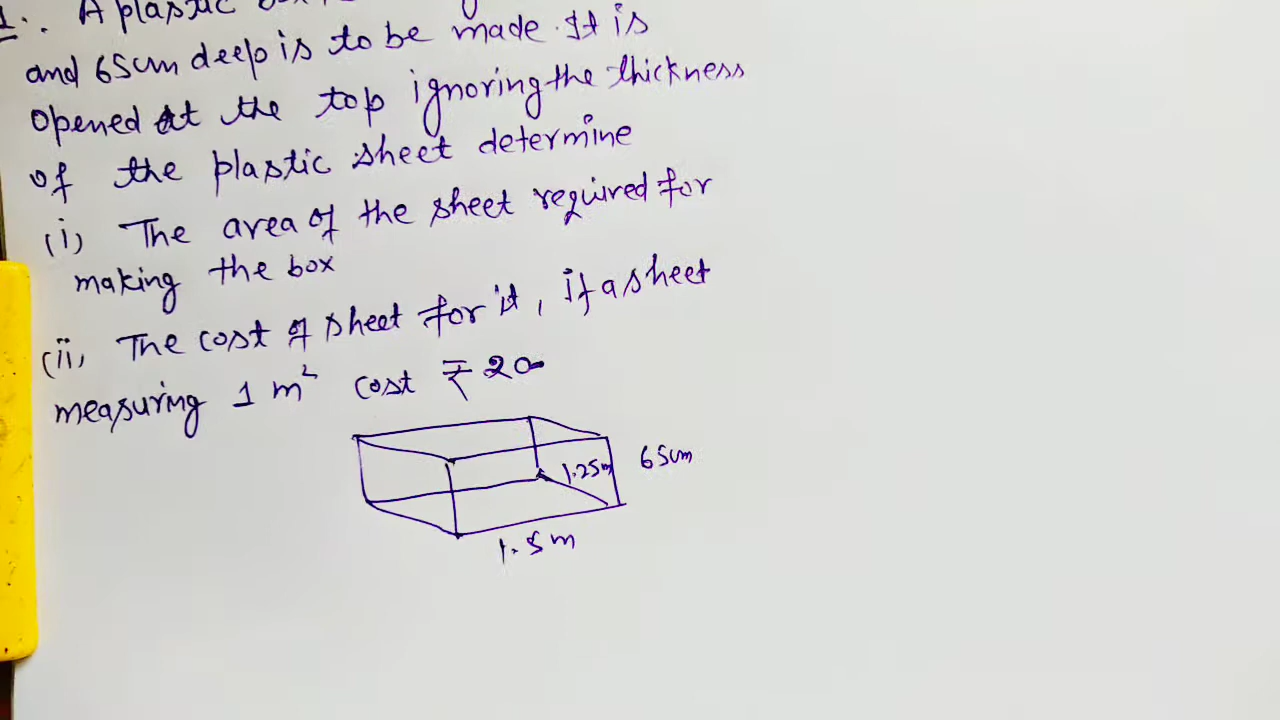 1. A plastic
and 65cm deep is to be made. It is
opened at the top ignoring the thickness
of the plastic sheet determine
(i) The area of the sheet required for
making the box
(ii) The cost of sheet for it, if a sheet
measuring 1 m² cost ₹ 20
1.25m 65cm
1.5m